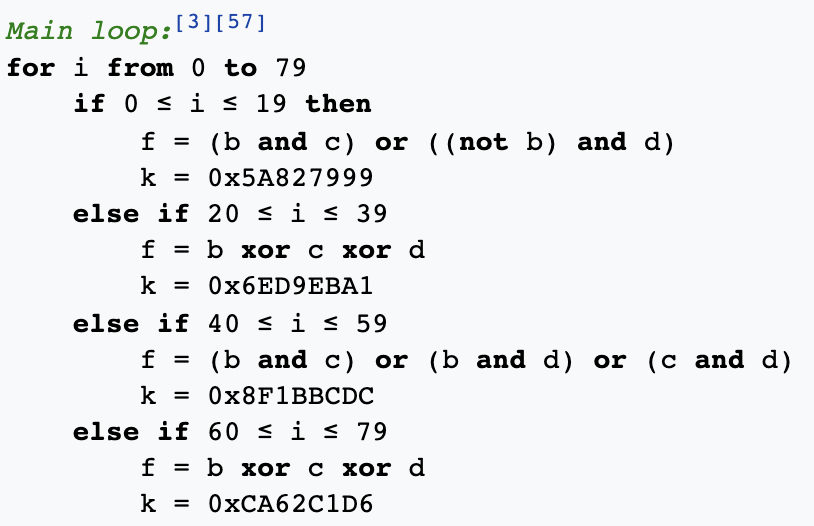 Main loop:[3][57]
for i from 0 to 79
    if 0 ≤ i ≤ 19 then
        f = (b and c) or ((not b) and d)
        k = 0x5A827999
    else if 20 ≤ i ≤ 39
        f = b xor c xor d
        k = 0x6ED9EBA1
    else if 40 ≤ i ≤ 59
        f = (b and c) or (b and d) or (c and d)
        k = 0x8F1BBCDC
    else if 60 ≤ i ≤ 79
        f = b xor c xor d
        k = 0xCA62C1D6